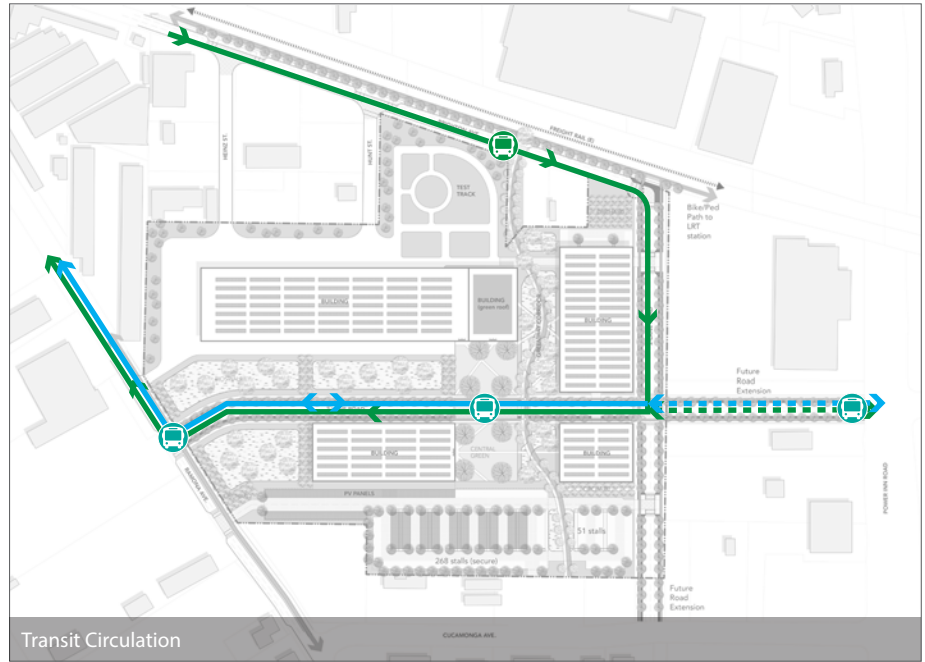 FREIGHT RAIL (E)
HEINZ ST.
HUNT ST.
TEST
TRACK
Bike/Ped
Path to
LRT
station
BUILDING
BUILDING
(green roof)
BUILDING
Future
Road
Extension
BUILDING
CENTRAL
GREEN
BUILDING
RAMONA AVE.
POWER INN ROAD
PV PANELS
51 stalls
268 stalls (secure)
Future
Road
Extension
CUCAMONGA AVE.
Transit Circulation